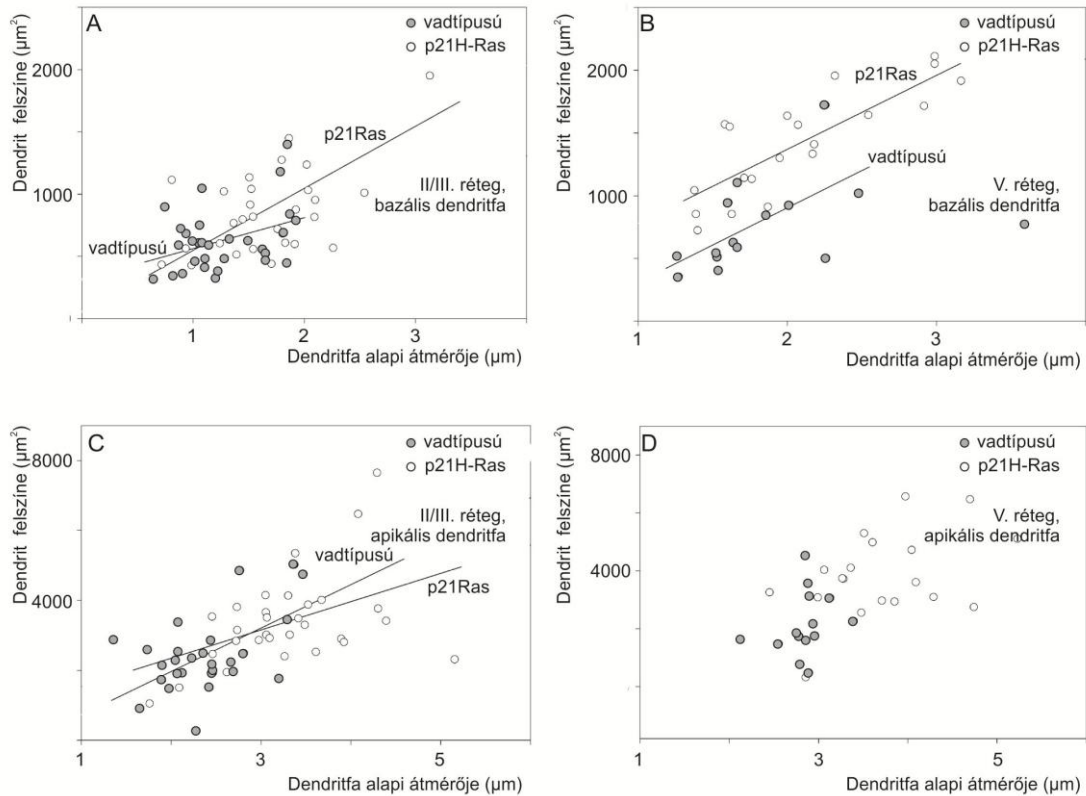 A
vadtípusú
p21H-Ras
Dendrit felszíne (µm²)
2000
1000
p21Ras
II/III. réteg,
bazális dendritfa
vadtípusú
1
2
3
Dendritfa alapi átmérője (µm)
B
vadtípusú
p21H-Ras
Dendrit felszíne (µm²)
2000
1000
p21Ras
vadtípusú
V. réteg,
bazális dendritfa
1
2
3
Dendritfa alapi átmérője (µm)
C
vadtípusú
p21H-Ras
Dendrit felszíne (µm²)
8000
4000
II/III. réteg,
apikális dendritfa
vadtípusú
p21Ras
1
3
5
Dendritfa alapi átmérője (µm)
D
vadtípusú
p21H-Ras
Dendrit felszíne (µm²)
8000
4000
V. réteg,
apikális dendritfa
1
3
5
Dendritfa alapi átmérője (µm)